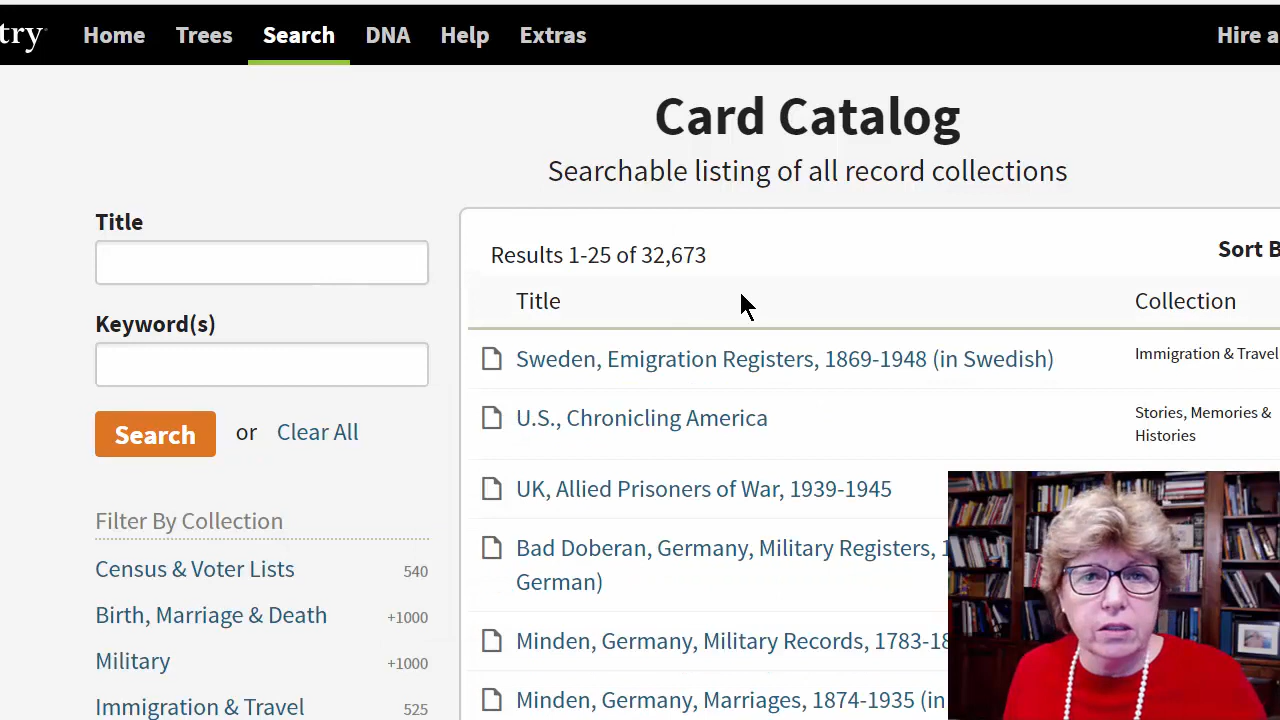 try
Home Trees Search DNA Help Extras Hire a
Card Catalog
Searchable listing of all record collections
Title
Keyword(s)
Search or Clear All
Filter By Collection
Census & Voter Lists 540
Birth, Marriage & Death +1000
Military +1000
Immigration & Travel 525
Results 1-25 of 32,673
Sort B
Title Collection
Sweden, Emigration Registers, 1869-1948 (in Swedish) Immigration & Travel
U.S., Chronicling America Stories, Memories &
Histories
UK, Allied Prisoners of War, 1939-1945
Bad Doberan, Germany, Military Registers, 1
German)
Minden, Germany, Military Records, 1783-18
Minden, Germany, Marriages, 1874-1935 (in